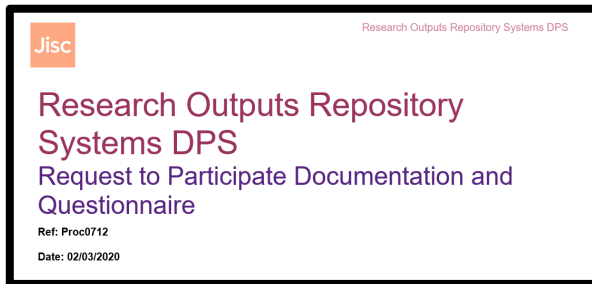 Research Outputs Repository Systems DPS
Jisc
Research Outputs Repository
Systems DPS
Request to Participate Documentation and
Questionnaire
Ref: Proc0712
Date: 02/03/2020